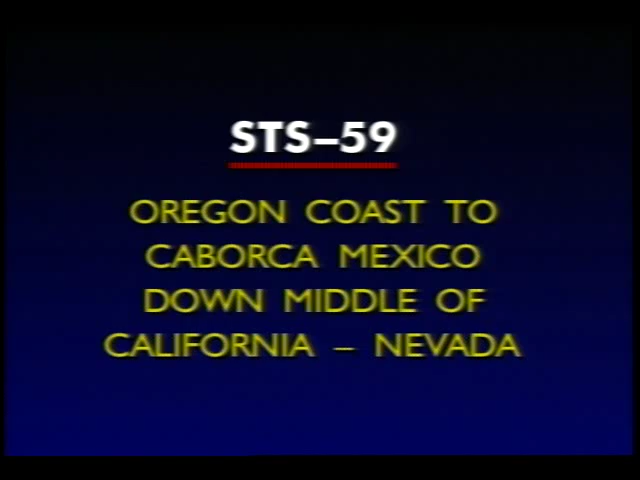 STS–59
OREGON COAST TO
CABORCA MEXICO
DOWN MIDDLE OF
CALIFORNIA – NEVADA